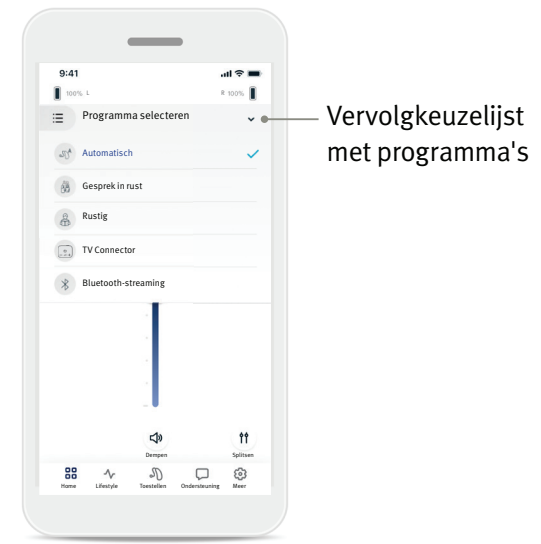 9:41
100% L
R 100%
Programma selecteren
Vervolgkeuzelijst
met programma's
Automatisch
Gesprek in rust
Rustig
TV Connector
Bluetooth-streaming
Dempen
Splitsen
Home
Lifestyle
Toestellen
Ondersteuning
Meer